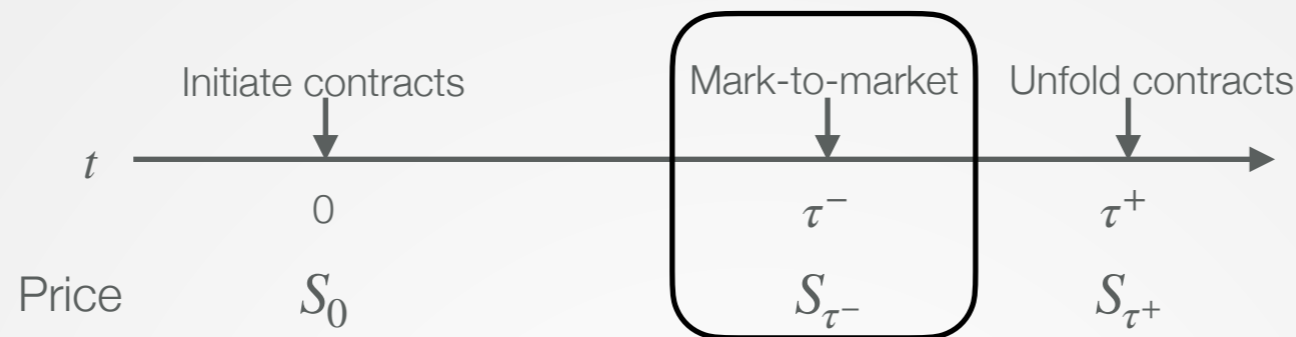 Initiate contracts Mark-to-market Unfold contracts
t
0 τ⁻ τ⁺
Price S₀ S_τ⁻ S_τ⁺